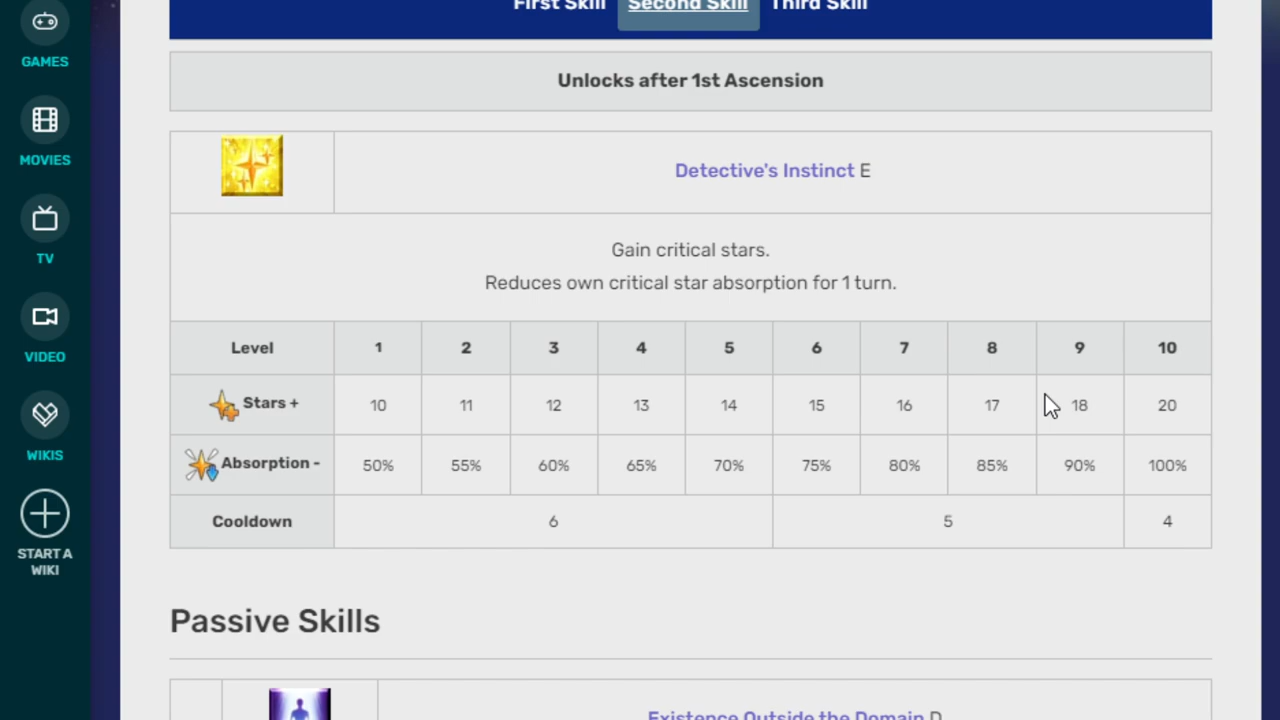 GAMES
MOVIES
TV
VIDEO
WIKIS
START A
WIKI
First Skill Second Skill Third Skill
Unlocks after 1st Ascension
Detective's Instinct E
Gain critical stars.
Reduces own critical star absorption for 1 turn.
Level 1 2 3 4 5 6 7 8 9 10
Stars + 10 11 12 13 14 15 16 17 18 20
Absorption - 50% 55% 60% 65% 70% 75% 80% 85% 90% 100%
Cooldown 6 5 4
Passive Skills
Existence Outside the Domain D